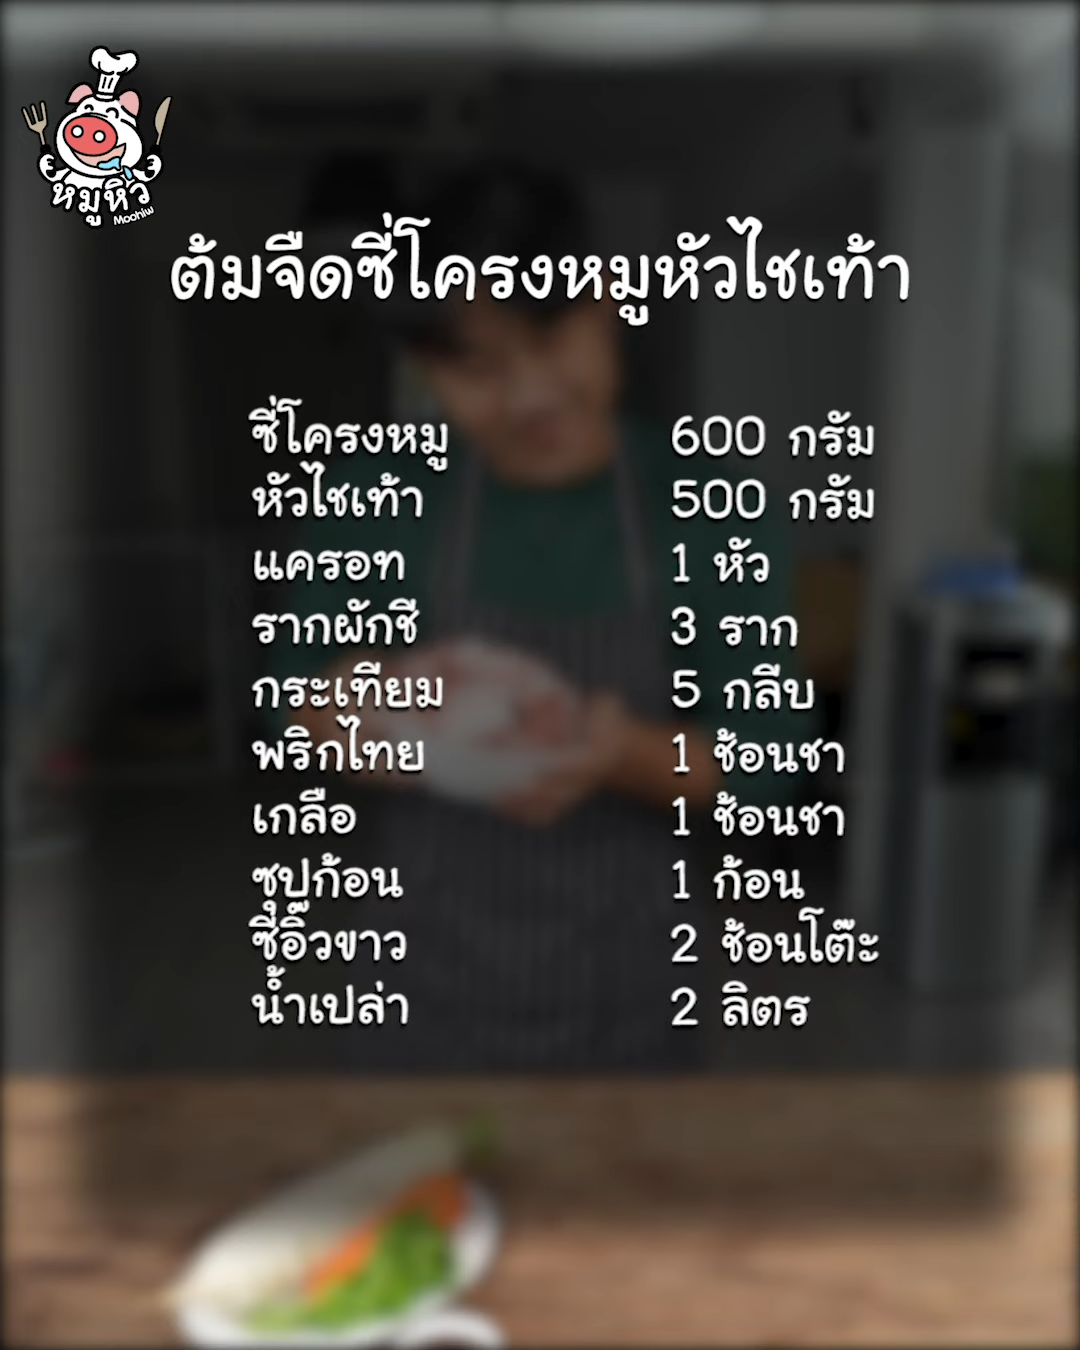 หมูหิว
Moohiw
ต้มจืดซี่โครงหมูหัวไชเท้า
ซี่โครงหมู 600 กรัม
หัวไชเท้า 500 กรัม
แครอท 1 หัว
รากผักชี 3 ราก
กระเทียม 5 กลีบ
พริกไทย 1 ช้อนชา
เกลือ 1 ช้อนชา
ซุปก้อน 1 ก้อน
ซีอิ๊วขาว 2 ช้อนโต๊ะ
น้ำเปล่า 2 ลิตร